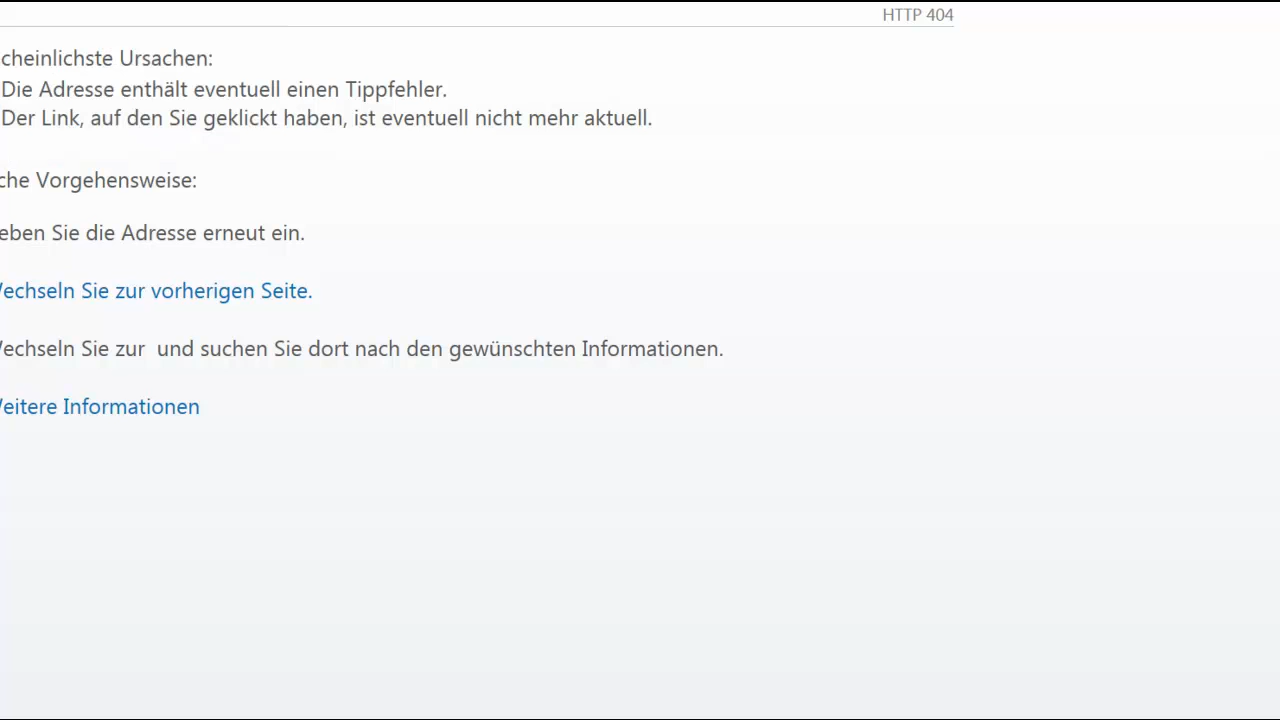 HTTP 404
cheinlichste Ursachen:
Die Adresse enthält eventuell einen Tippfehler.
Der Link, auf den Sie geklickt haben, ist eventuell nicht mehr aktuell.
che Vorgehensweise:
eben Sie die Adresse erneut ein.
echseln Sie zur vorherigen Seite.
echseln Sie zur und suchen Sie dort nach den gewünschten Informationen.
eitere Informationen